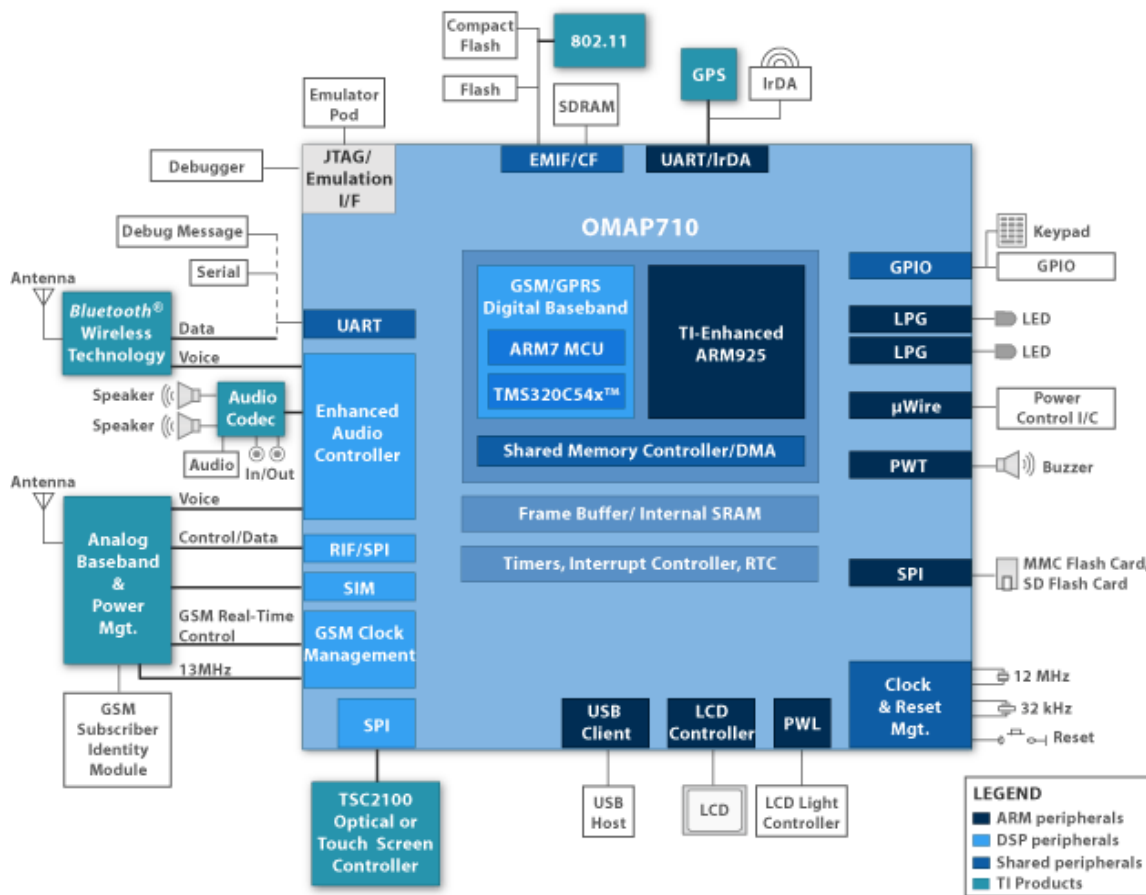 Compact
Flash
802.11
Flash
SDRAM
GPS
IrDA
Emulator
Pod
Debugger
JTAG/
Emulation
I/F
EMIF/CF
UART/IrDA
OMAP710
Debug Message
Serial
Antenna
Bluetooth®
Wireless
Technology
Data
Voice
UART
GSM/GPRS
Digital Baseband
ARM7 MCU
TMS320C54x™
TI-Enhanced
ARM925
Shared Memory Controller/DMA
Frame Buffer/ Internal SRAM
Timers, Interrupt Controller, RTC
GPIO
Keypad
GPIO
LPG
LED
LPG
LED
µWire
Power
Control I/C
PWT
Buzzer
SPI
MMC Flash Card,
SD Flash Card
Speaker
Speaker
Audio
Codec
Audio
In/Out
Enhanced
Audio
Controller
Antenna
Voice
Analog
Baseband
&
Power
Mgt.
Control/Data
RIF/SPI
SIM
GSM Real-Time
Control
GSM Clock
Management
13MHz
GSM
Subscriber
Identity
Module
SPI
TSC2100
Optical or
Touch Screen
Controller
USB
Client
LCD
Controller
PWL
USB
Host
LCD
LCD Light
Controller
Clock
& Reset
Mgt.
12 MHz
32 kHz
Reset
LEGEND
ARM peripherals
DSP peripherals
Shared peripherals
TI Products